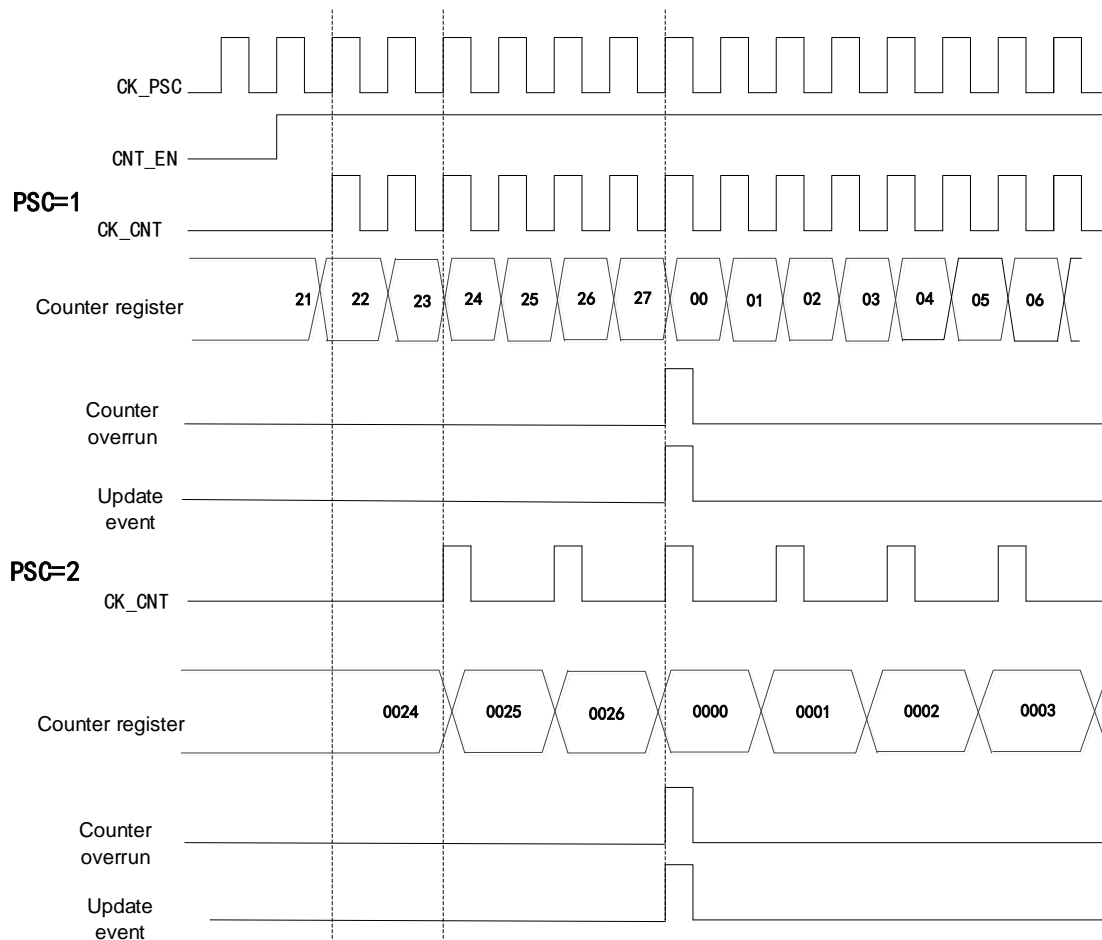 CK_PSC
CNT_EN
PSC=1
CK_CNT
Counter register 21 22 23 24 25 26 27 00 01 02 03 04 05 06
Counter
overrun
Update
event
PSC=2
CK_CNT
Counter register 0024 0025 0026 0000 0001 0002 0003
Counter
overrun
Update
event